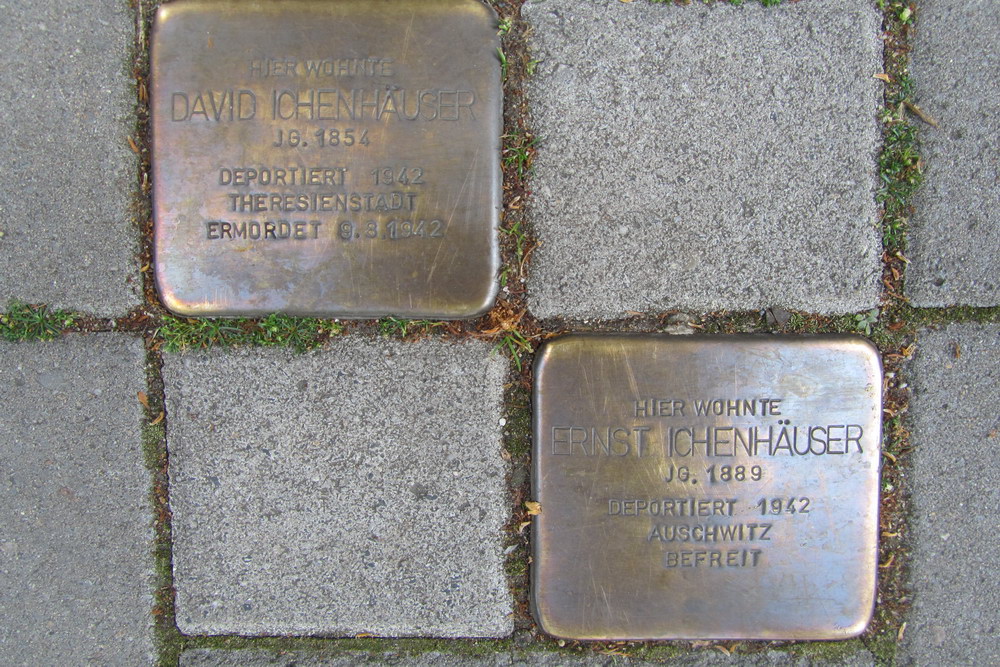 HIER WOHNTE
DAVID ICHENHÄUSER
JG. 1854
DEPORTIERT 1942
THERESIENSTADT
ERMORDET 9.3.1942
HIER WOHNTE
ERNST ICHENHÄUSER
JG. 1889
DEPORTIERT 1942
AUSCHWITZ
BEFREIT